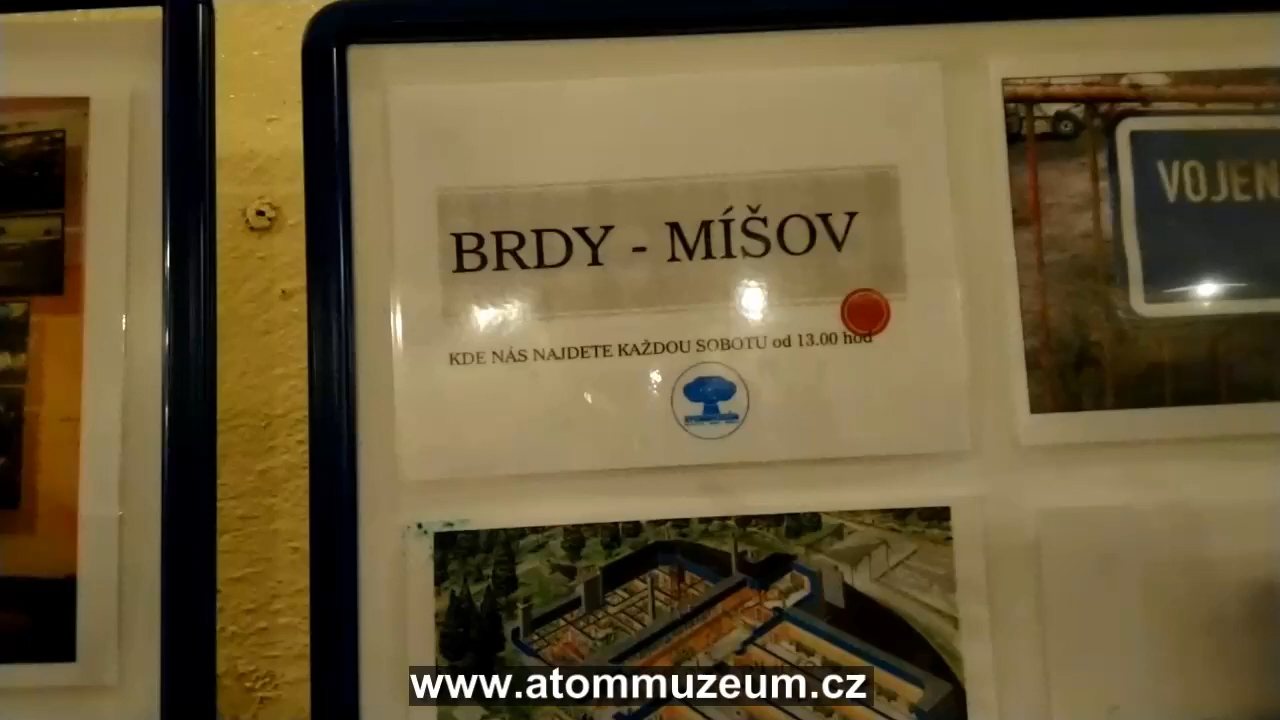 BRDY - MÍŠOV
VOJEN
KDE NÁS NAJDETE KAŽDOU SOBOTU od 13.00 hod
www.atommuzeum.cz